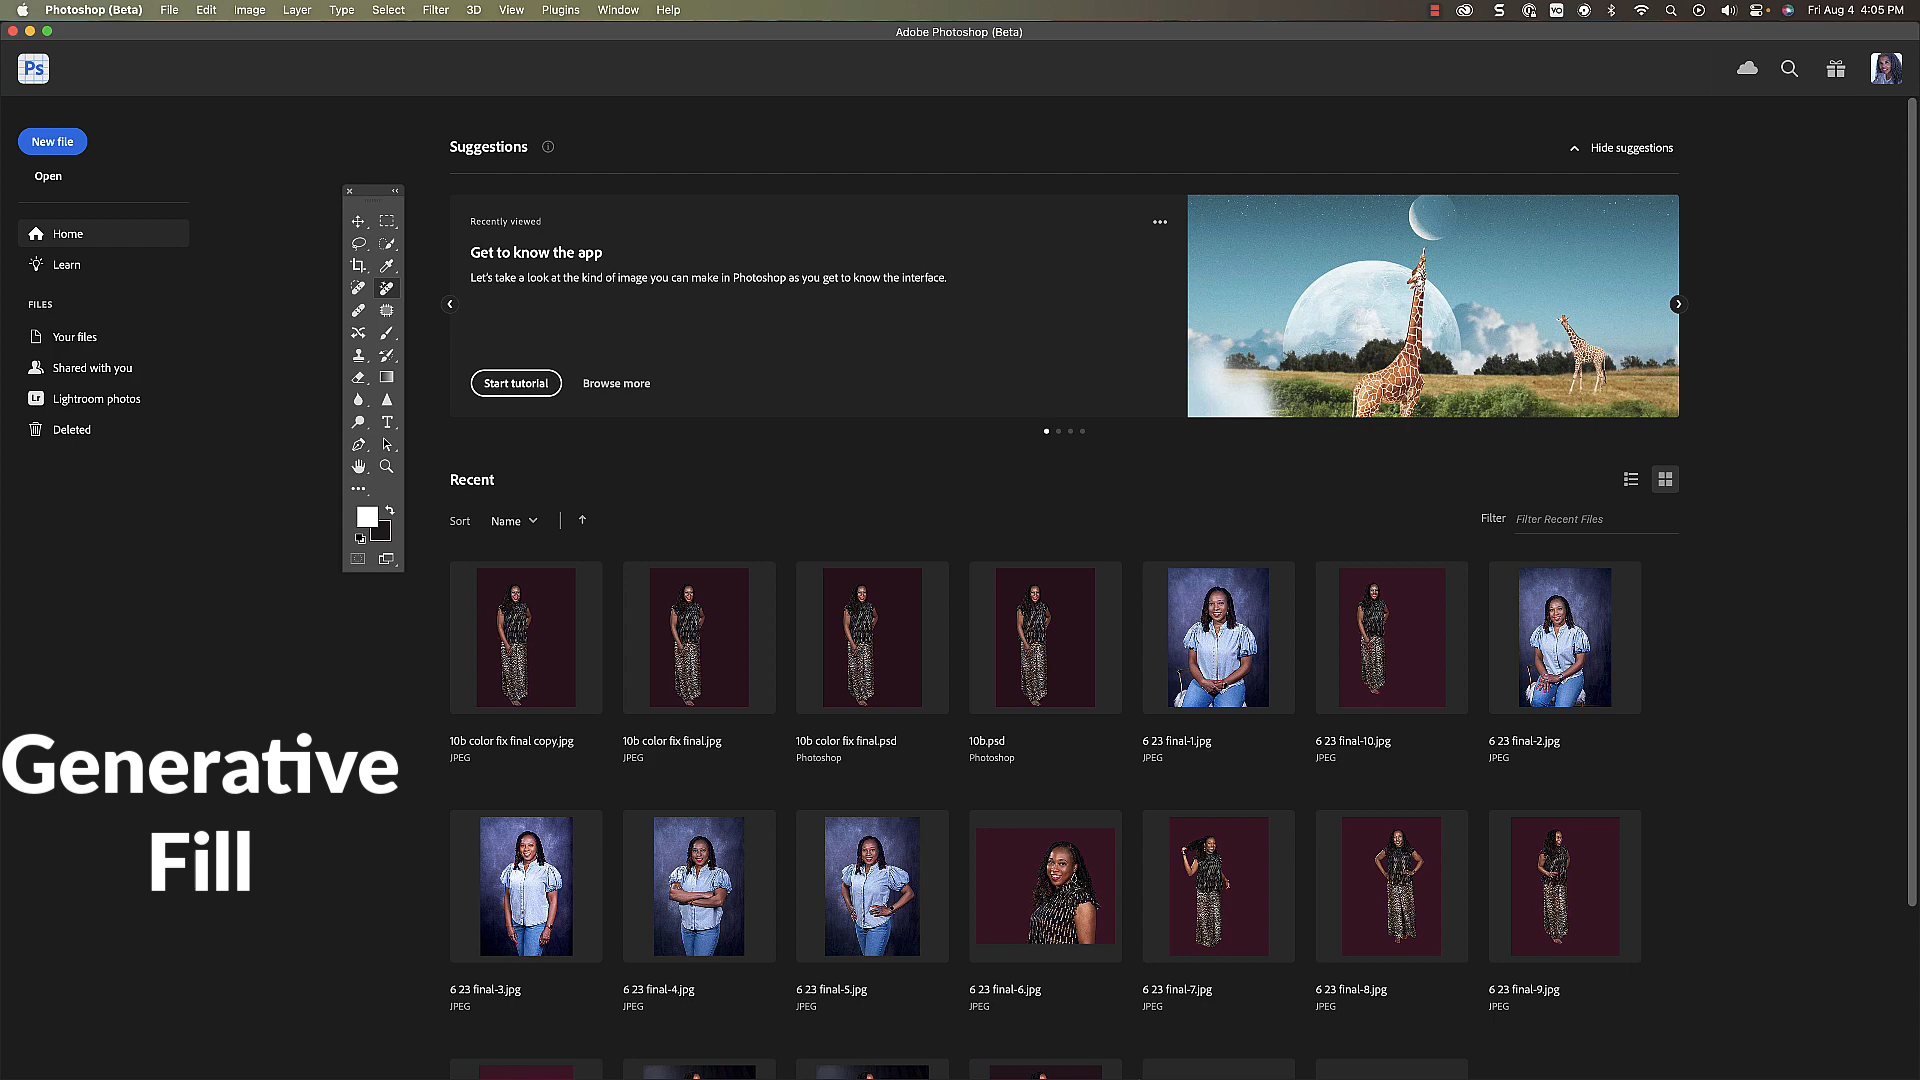 Photoshop (Beta) File Edit Image Layer Type Select Filter 3D View Plugins Window Help Fri Aug 4 4:05 PM
Adobe Photoshop (Beta)
Ps
New file
Open
Home
Learn
FILES
Your files
Shared with you
Lr Lightroom photos
Deleted
Suggestions
Hide suggestions
Recently viewed
Get to know the app
Let's take a look at the kind of image you can make in Photoshop as you get to know the interface.
Start tutorial Browse more
Recent
Sort Name
Filter Filter Recent Files
10b color fix final copy.jpg 10b color fix final.jpg 10b color fix final.psd 10b.psd 6 23 final-1.jpg 6 23 final-10.jpg 6 23 final-2.jpg
JPEG JPEG Photoshop Photoshop JPEG JPEG JPEG
Generative
Fill
6 23 final-3.jpg 6 23 final-4.jpg 6 23 final-5.jpg 6 23 final-6.jpg 6 23 final-7.jpg 6 23 final-8.jpg 6 23 final-9.jpg
JPEG JPEG JPEG JPEG JPEG JPEG JPEG